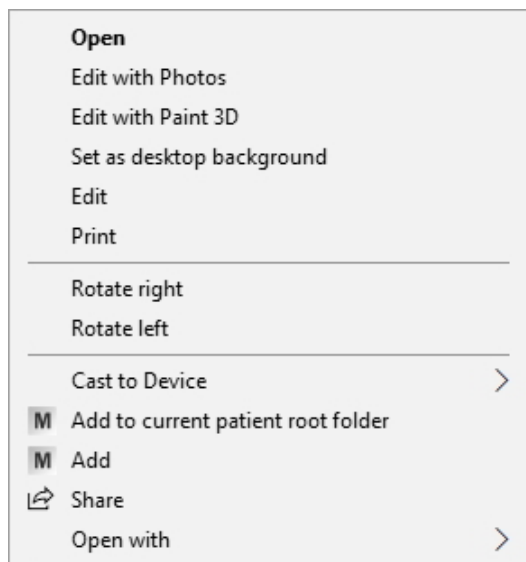 Open
Edit with Photos
Edit with Paint 3D
Set as desktop background
Edit
Print
Rotate right
Rotate left
Cast to Device
M Add to current patient root folder
M Add
Share
Open with